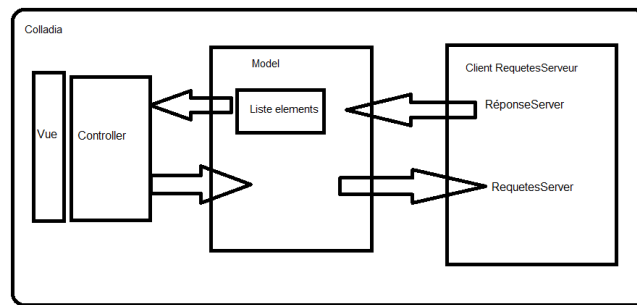 Colladia
Model
Client RequetesServeur
Liste elements
RéponseServer
Vue
Controller
RequetesServer